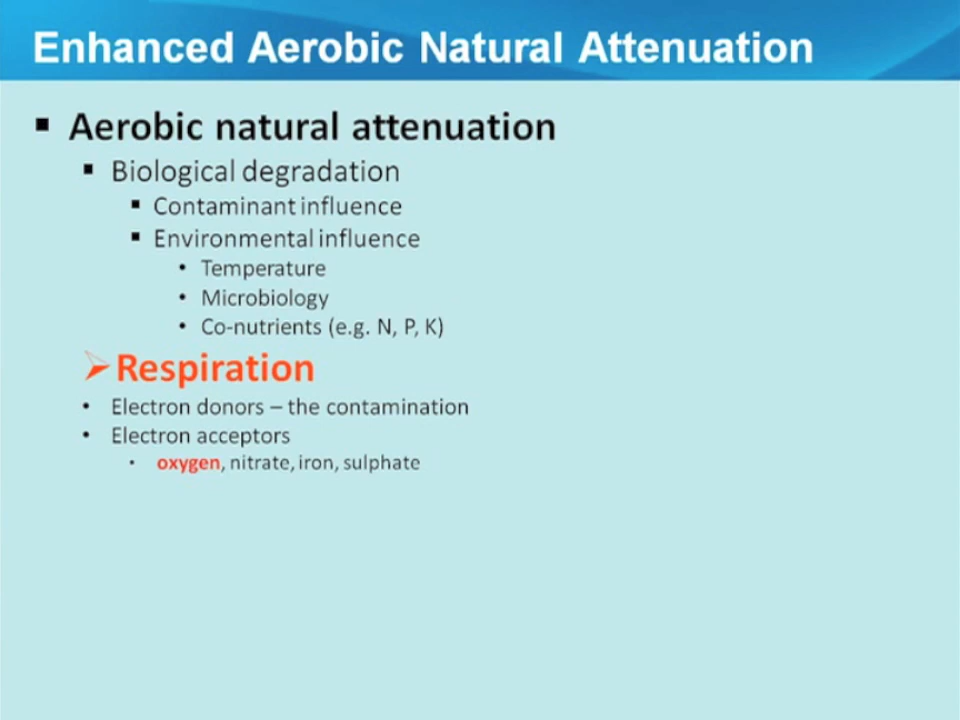 Enhanced Aerobic Natural Attenuation
Aerobic natural attenuation
Biological degradation
Contaminant influence
Environmental influence
Temperature
Microbiology
Co-nutrients (e.g. N, P, K)
Respiration
Electron donors – the contamination
Electron acceptors
oxygen, nitrate, iron, sulphate